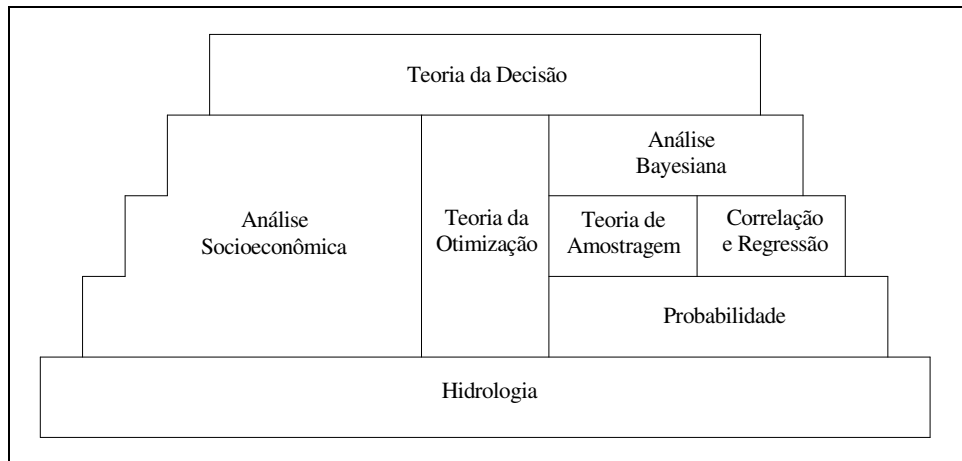 Teoria da Decisão
Análise
Bayesiana
Análise
Socioeconômica
Teoria da
Otimização
Teoria de
Amostragem
Correlação
e Regressão
Probabilidade
Hidrologia